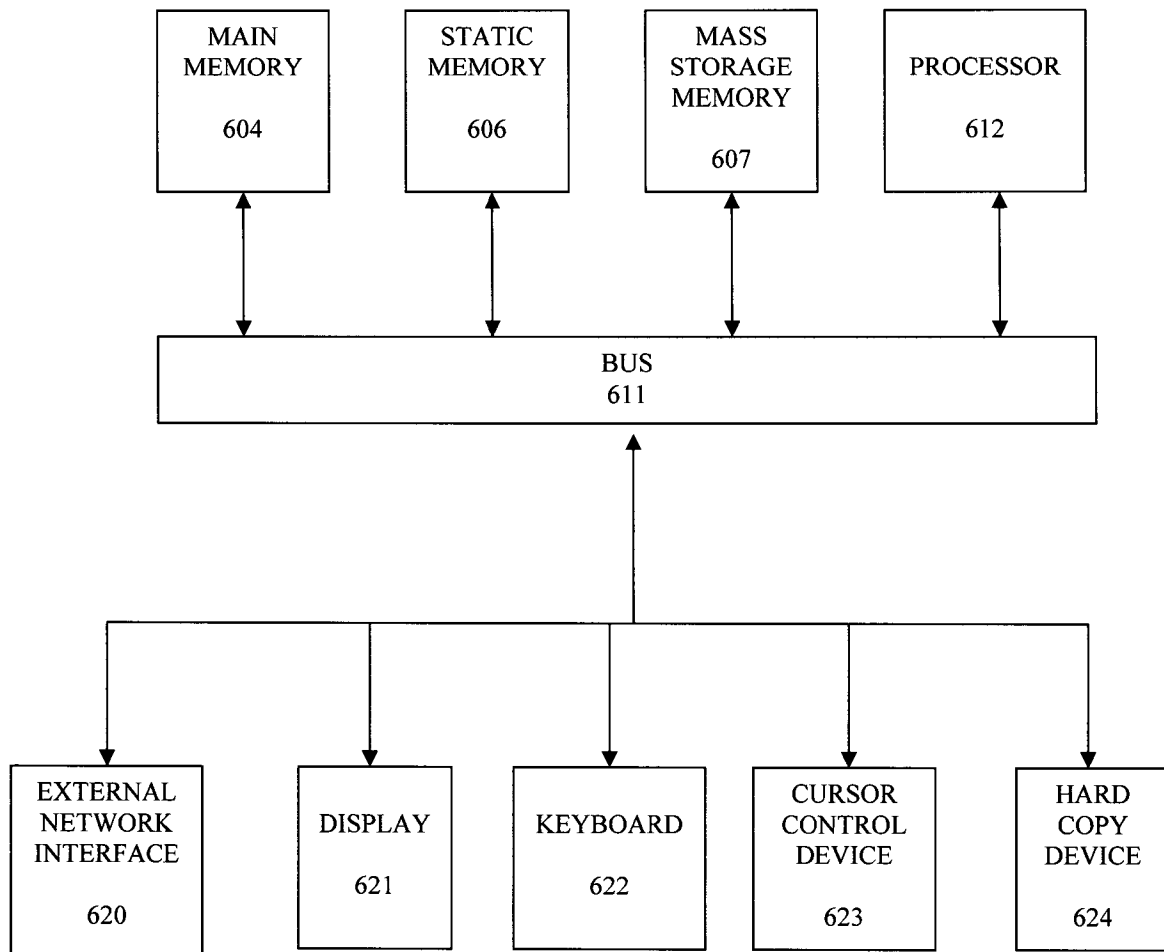 MAIN
MEMORY
604
STATIC
MEMORY
606
MASS
STORAGE
MEMORY
607
PROCESSOR
612
BUS
611
EXTERNAL
NETWORK
INTERFACE
620
DISPLAY
621
KEYBOARD
622
CURSOR
CONTROL
DEVICE
623
HARD
COPY
DEVICE
624